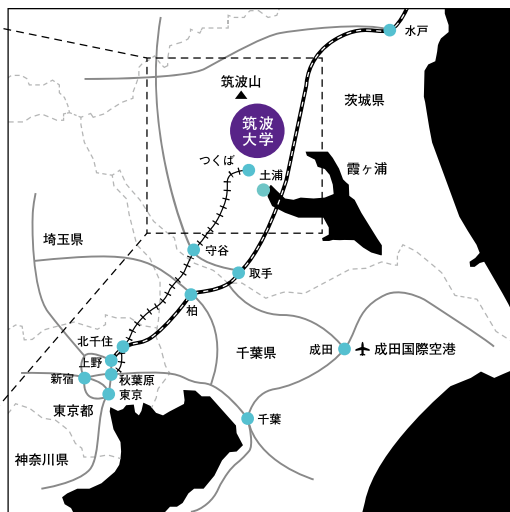 水戸
筑波山
茨城県
筑波
大学
つくば
土浦
霞ヶ浦
埼玉県
守谷
取手
柏
北千住
上野
千葉県
成田
成田国際空港
新宿
秋葉原
東京
東京都
千葉
神奈川県